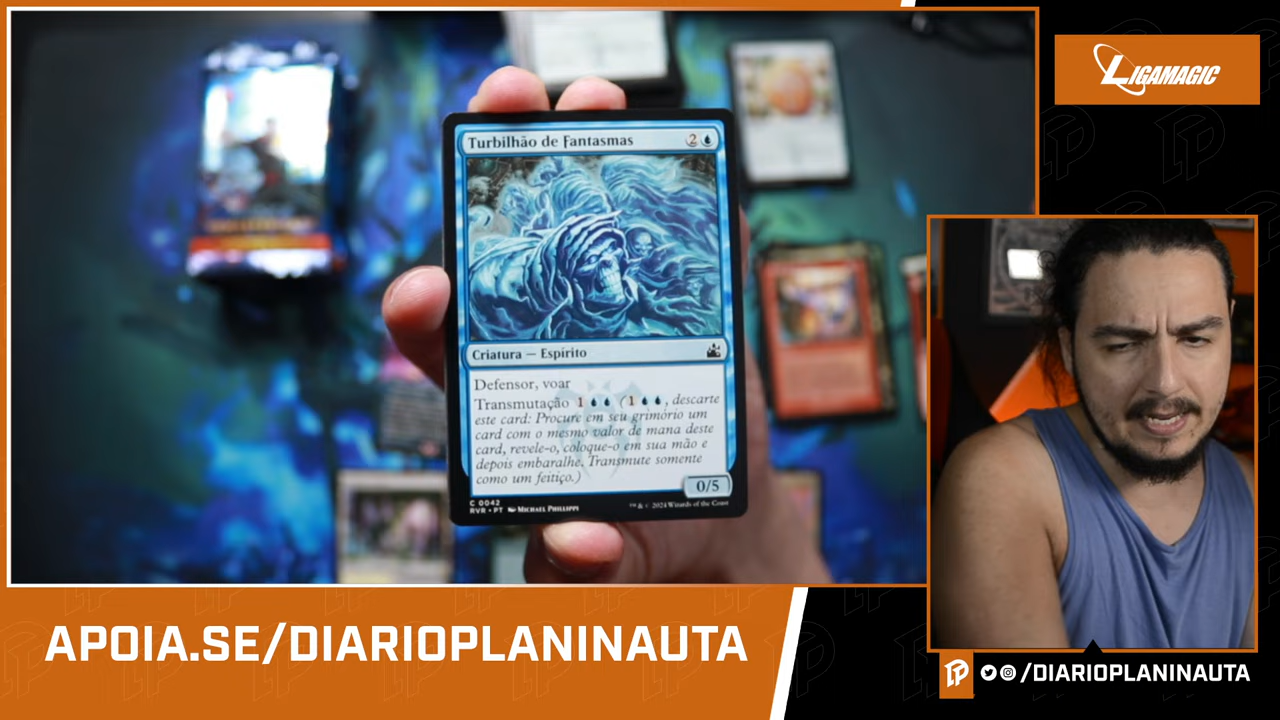 LIGAMAGIC
Turbilhão de Fantasmas 2
Criatura — Espírito
Defensor, voar
Transmutação 1 (1 , descarte
este card: Procure em seu grimório um
card com o mesmo valor de mana deste
card, revele-o, coloque-o em sua mão e
depois embaralhe. Transmute somente
como um feitiço.)
0/5
C 0042
RVR • PT Michael Phillippi
™ & © 2024 Wizards of the Coast
APOIA.SE/DIARIOPLANINAUTA
/DIARIOPLANINAUTA